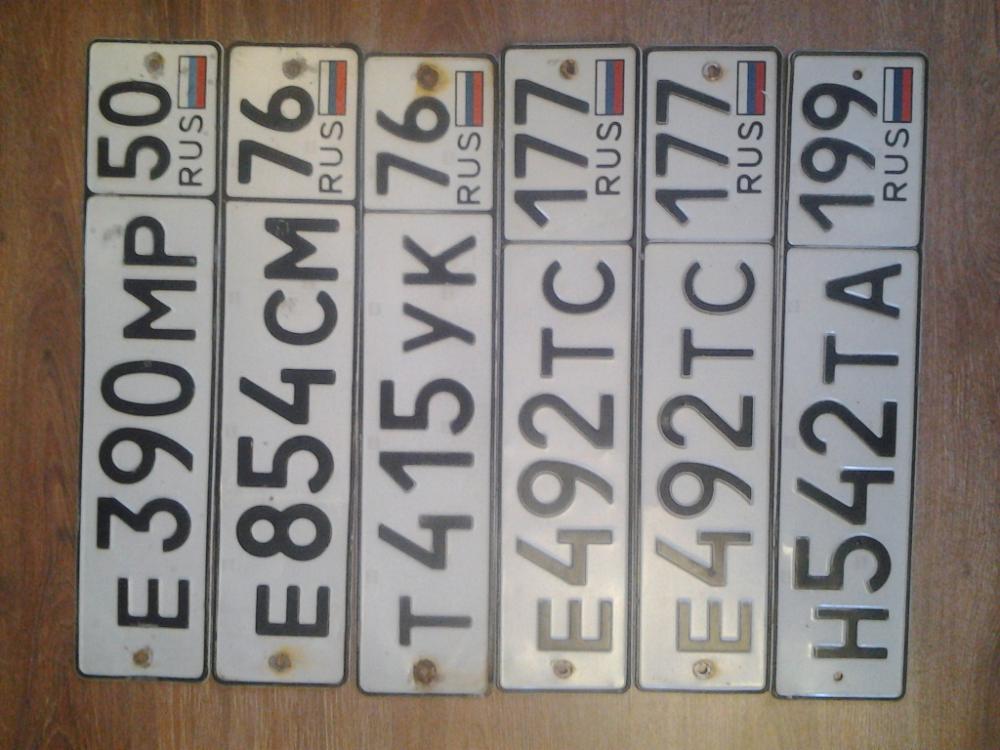 Е390МР 50 RUS
Е854СМ 76 RUS
Т415УК 76 RUS
Е492ТС 177 RUS
Е492ТС 177 RUS
Н542ТА 199 RUS